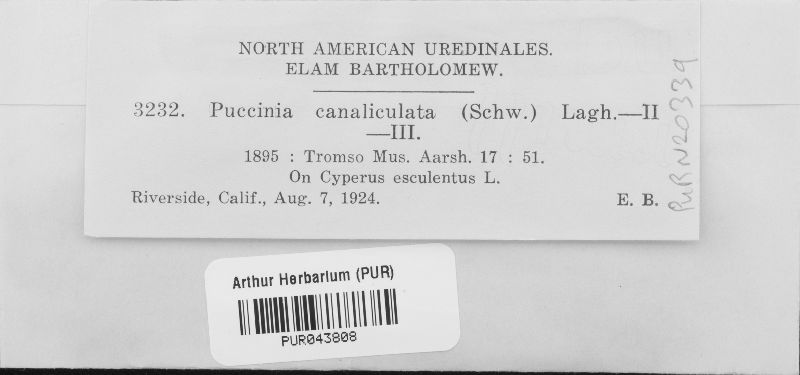 NORTH AMERICAN UREDINALES.
ELAM BARTHOLOMEW.
3232. Puccinia canaliculata (Schw.) Lagh.—II
—III.
1895 : Tromso Mus. Aarsh. 17 : 51.
On Cyperus esculentus L.
Riverside, Calif., Aug. 7, 1924. E. B.
PUR N20339
Arthur Herbarium (PUR)
PUR043808